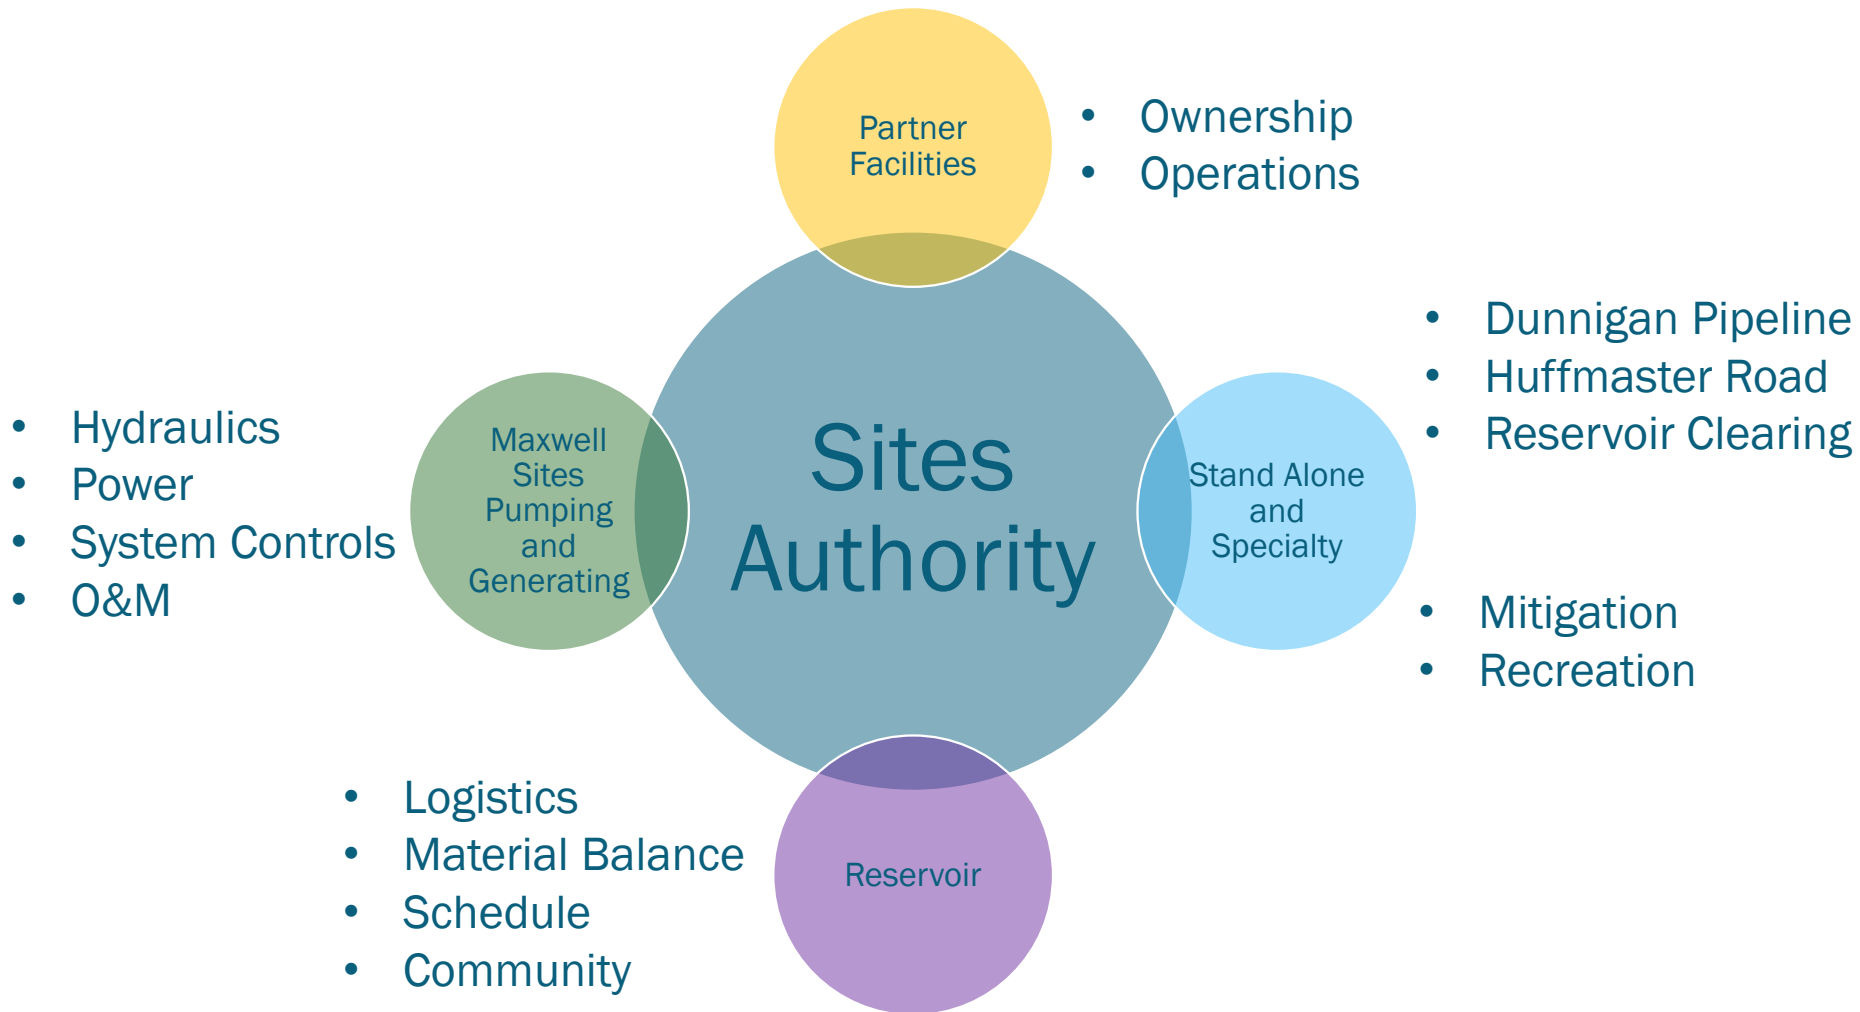 Partner
Facilities
• Ownership
• Operations
• Dunnigan Pipeline
• Huffmaster Road
• Reservoir Clearing
Stand Alone
and
Specialty
• Mitigation
• Recreation
Sites
Authority
• Hydraulics
• Power
• System Controls
• O&M
Maxwell
Sites
Pumping
and
Generating
• Logistics
• Material Balance
• Schedule
• Community
Reservoir